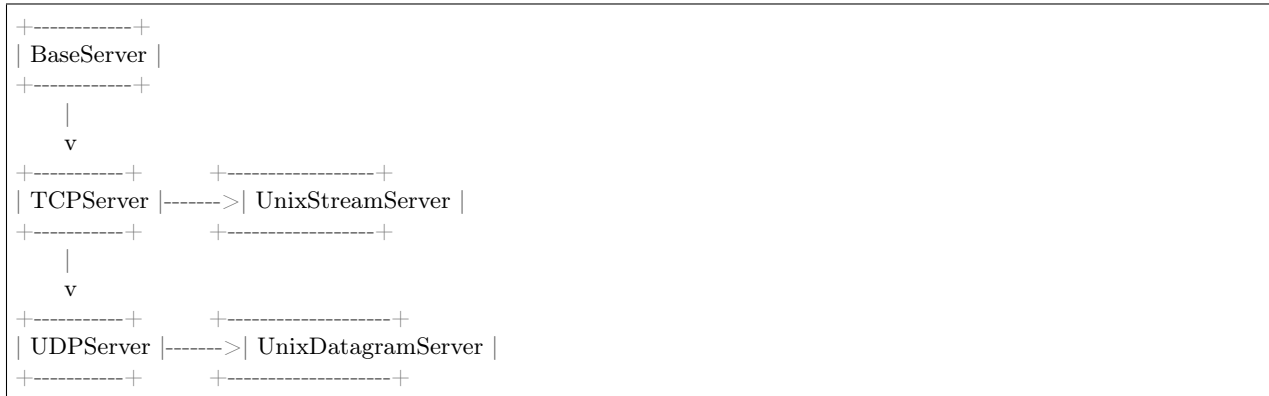 +------------+
| BaseServer |
+------------+
|
v
+-----------+ +------------------+
| TCPServer |------->| UnixStreamServer |
+-----------+ +------------------+
|
v
+-----------+ +--------------------+
| UDPServer |------->| UnixDatagramServer |
+-----------+ +--------------------+